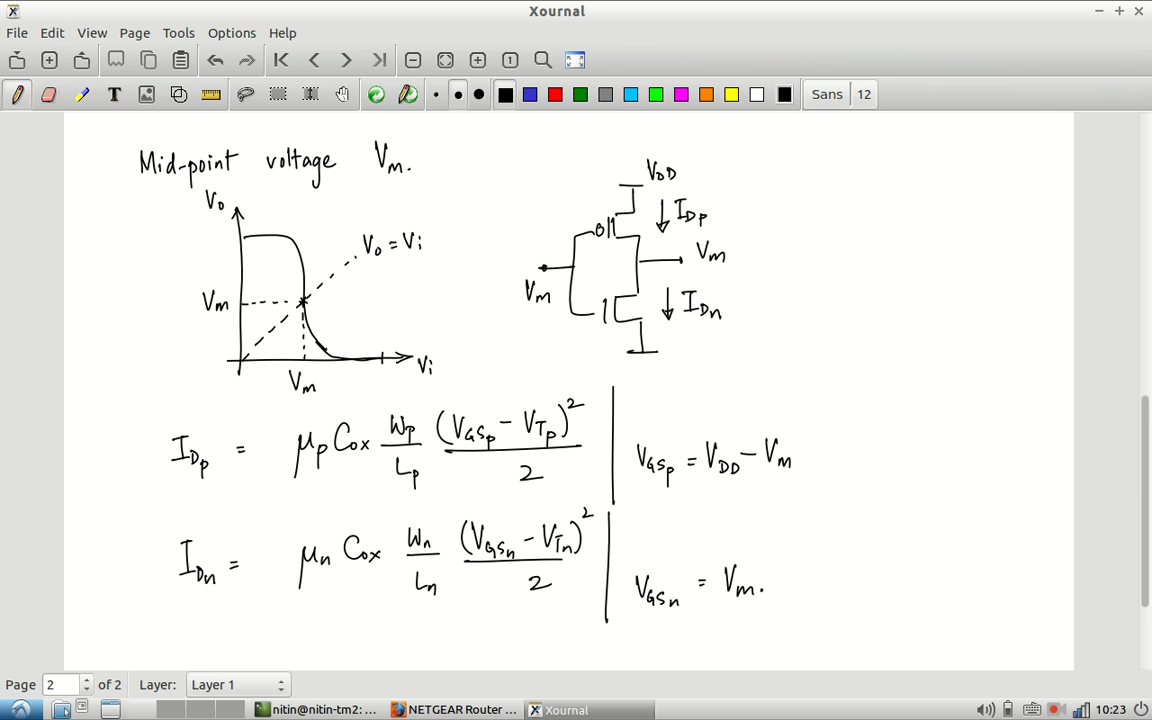 Xournal
File Edit View Page Tools Options Help
Sans 12
Mid-point voltage Vm.
Vo
Vo = Vi
Vm
Vi
Vm
VDD
IDp
Vm
Vm
IDn
IDp = μp Cox Wp/Lp (VGSp - VTp)²/2 | VGSp = VDD - Vm
IDn = μn Cox Wn/Ln (VGSn - VTn)²/2 | VGSn = Vm.
Page 2 of 2 Layer: Layer 1
nitin@nitin-tm2: ... NETGEAR Router ... Xournal 10:23